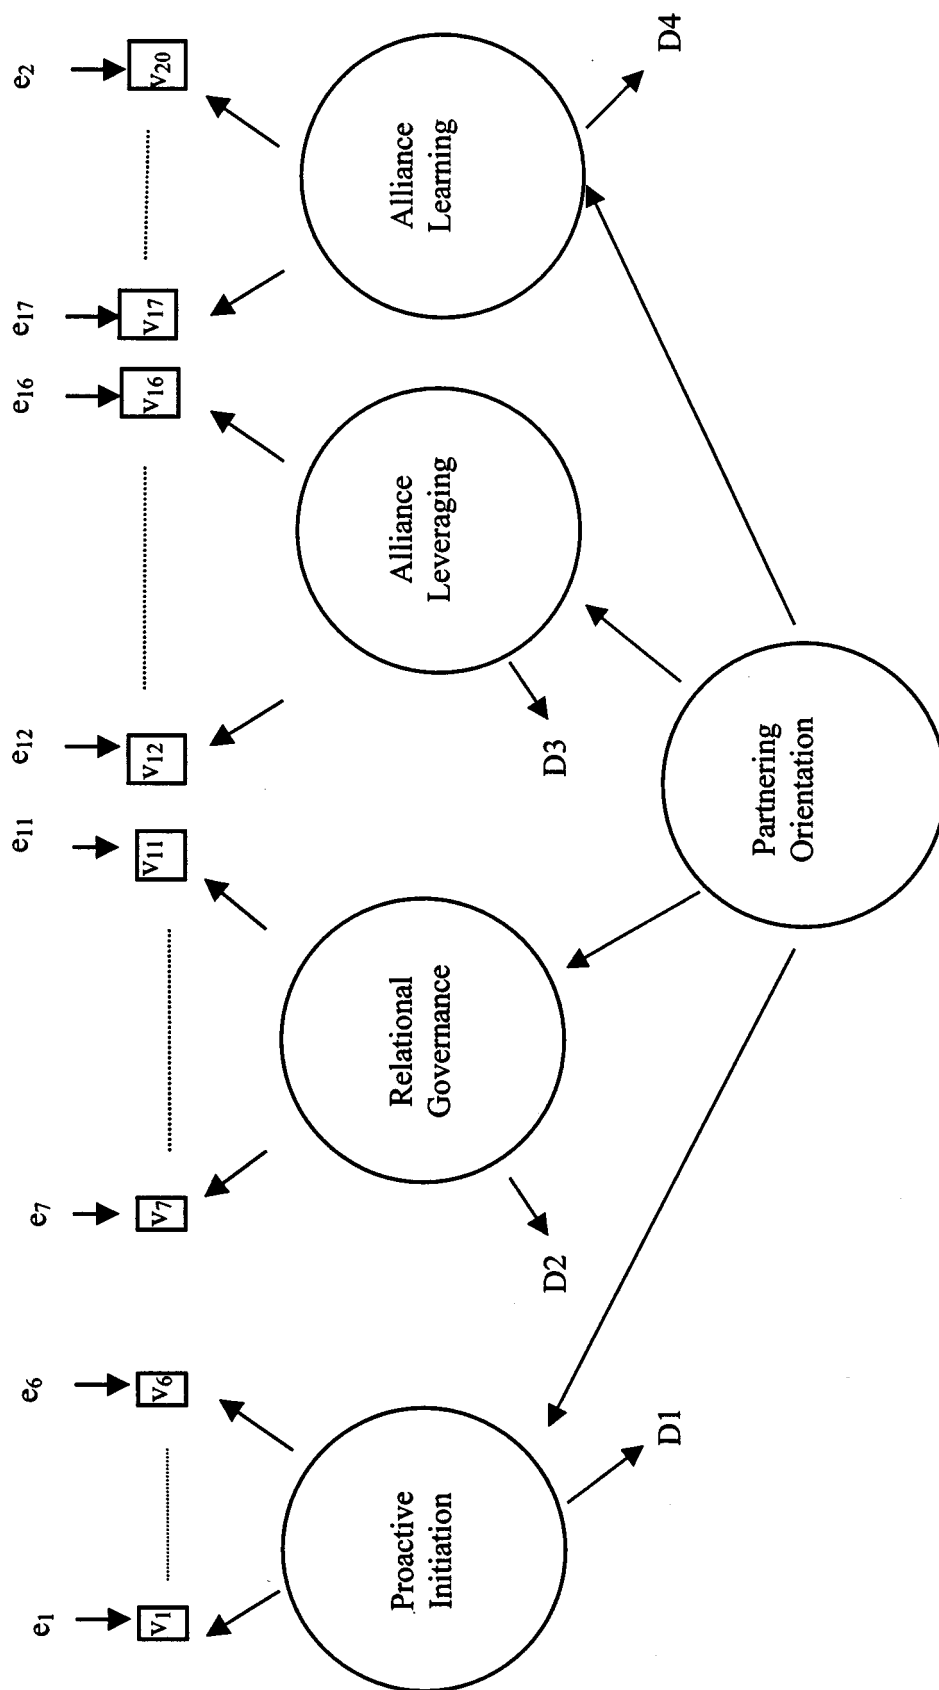 e1
e6
e7
e11
e12
e16
e17
e2
v1
v6
v7
v11
v12
v16
v17
v20
Proactive
Initiation
Relational
Governance
Alliance
Leveraging
Alliance
Learning
D1
D2
D3
D4
Partnering
Orientation